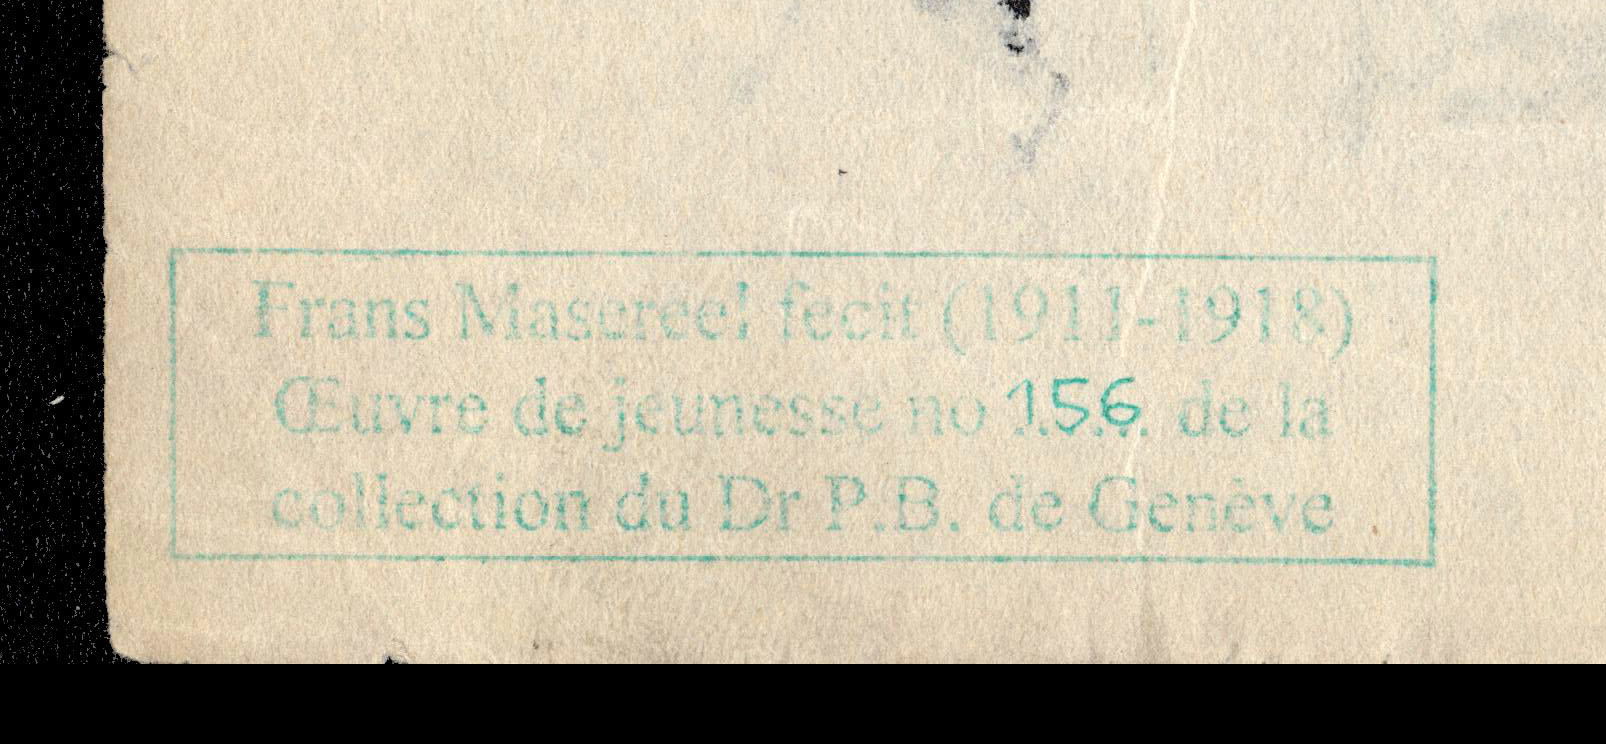 Frans Masereel fecit (1911-1918)
Œuvre de jeunesse no 156 de la
collection du Dr P.B. de Genève